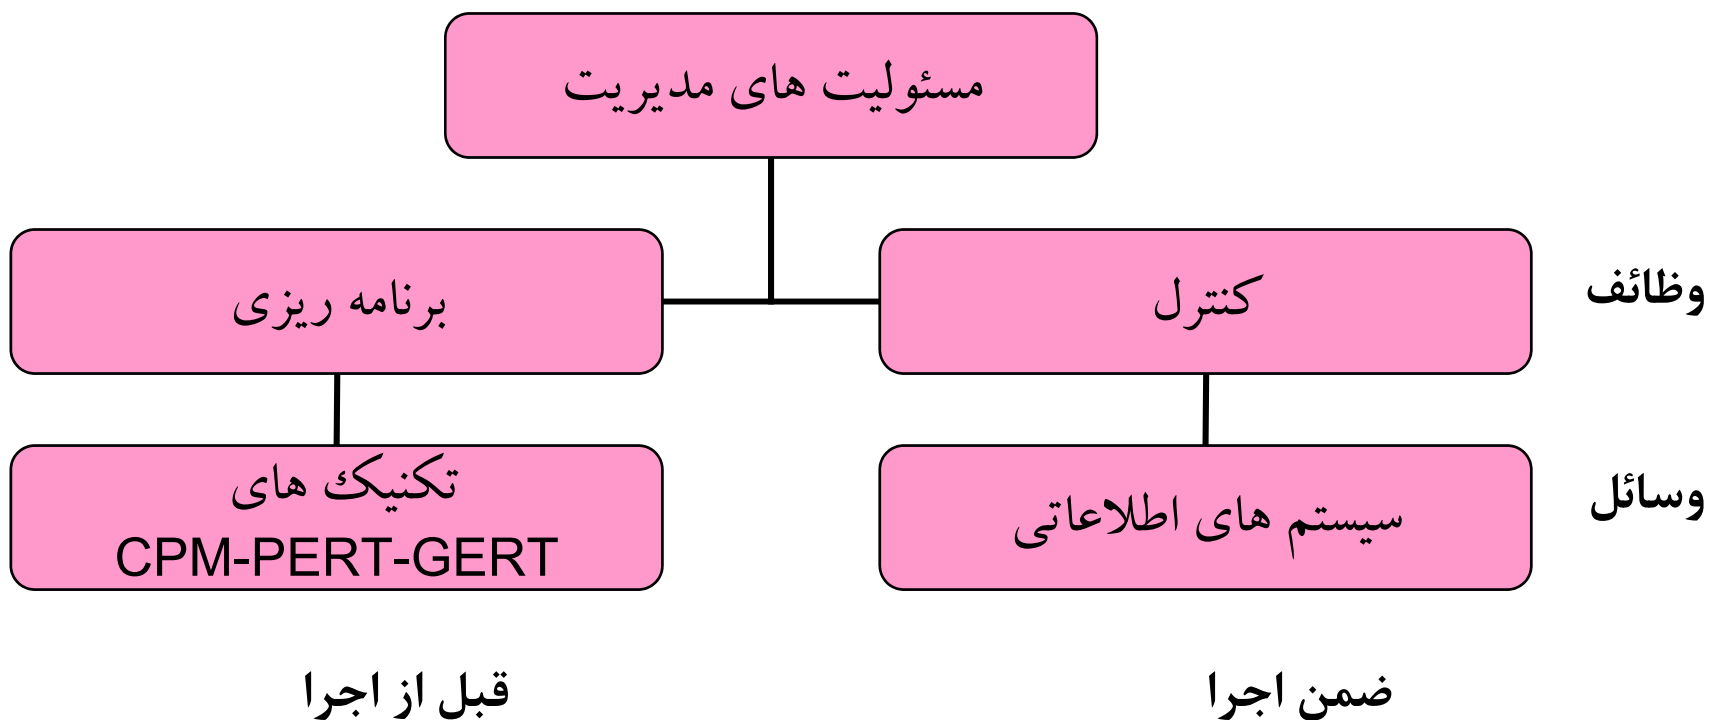 مسئولیت های مدیریت
وظائف
کنترل
برنامه ریزی
وسائل
سیستم های اطلاعاتی
تکنیک های
CPM-PERT-GERT
ضمن اجرا
قبل از اجرا